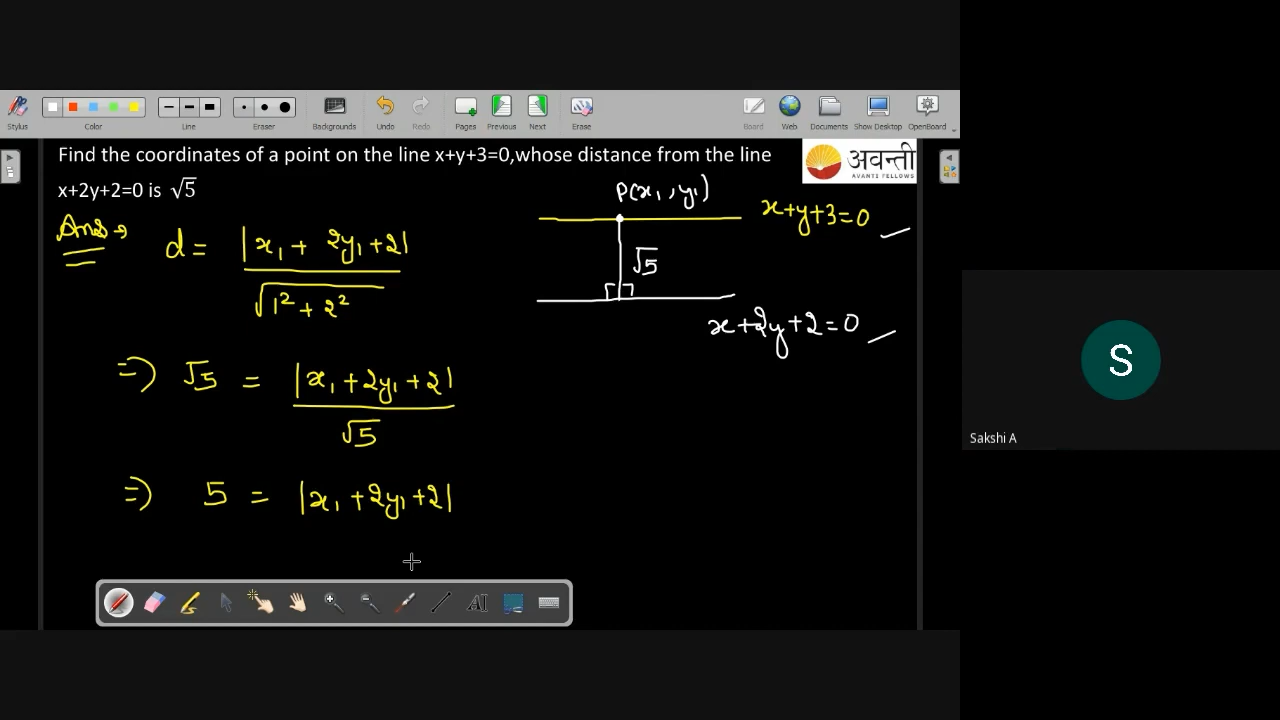 Stylus Color Line Eraser Backgrounds Undo Redo Pages Previous Next Erase Board Web Documents Show Desktop OpenBoard
Find the coordinates of a point on the line x+y+3=0,whose distance from the line
x+2y+2=0 is √5
अवन्ती
AVANTI FELLOWS
P(x₁, y₁)
x+y+3=0
Ans →
d = |x₁ + 2y₁ + 2| / √1² + 2²
√5
x+2y+2=0
⇒ √5 = |x₁ + 2y₁ + 2| / √5
⇒ 5 = |x₁ + 2y₁ + 2|
AI
S
Sakshi A